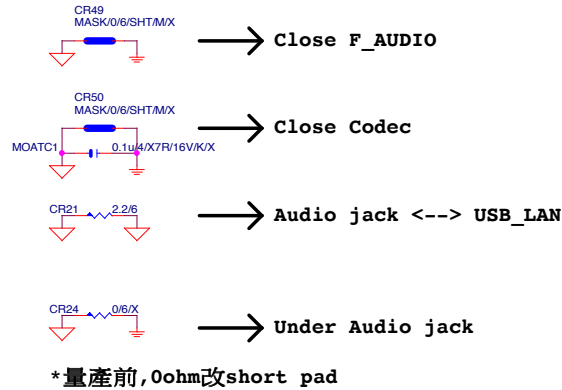 CR49
MASK/0/6/SHT/M/X
Close F_AUDIO
CR50
MASK/0/6/SHT/M/X
Close Codec
MOATC1
0.1u/4/X7R/16V/K/X
CR21
2.2/6
Audio jack <--> USB_LAN
CR24
0/6/X
Under Audio jack
*量產前,0ohm改short pad